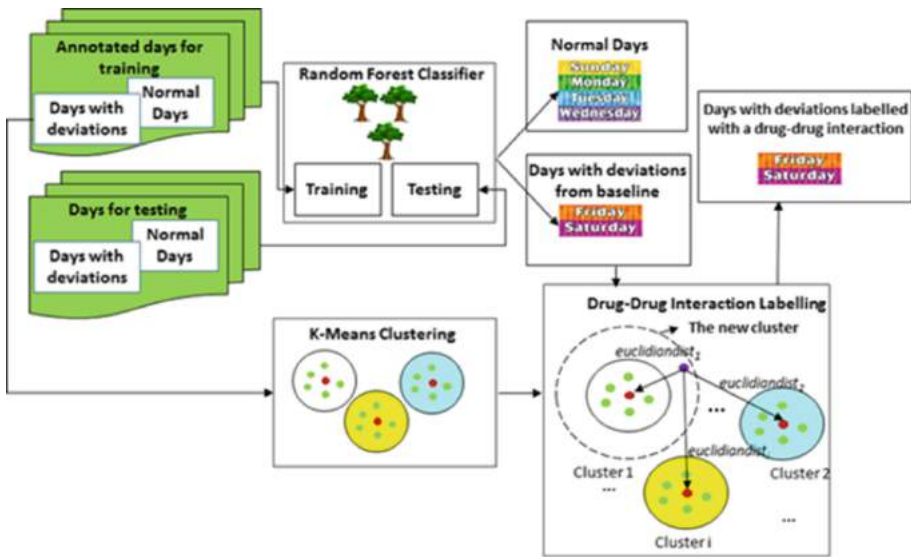 Annotated days for
training
Normal
Days
Days with
deviations
Days for testing
Normal
Days
Days with
deviations
Random Forest Classifier
Training
Testing
Normal Days
Sunday
Monday
Tuesday
Wednesday
Days with deviations
from baseline
Friday
Saturday
Days with deviations labelled
with a drug-drug interaction
Friday
Saturday
K-Means Clustering
Drug-Drug Interaction Labelling
The new cluster
euclidiandist1
euclidiandist2
...
euclidiandist
Cluster 1
...
Cluster 2
...
Cluster i